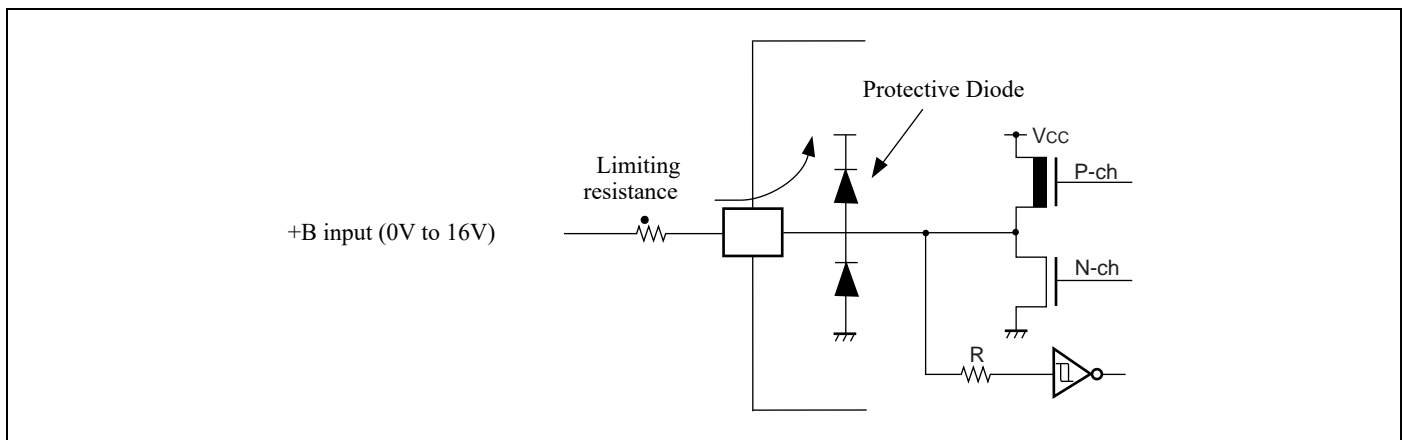 Protective Diode
VCC
Limiting
resistance
P-ch
+B input (0V to 16V)
N-ch
R